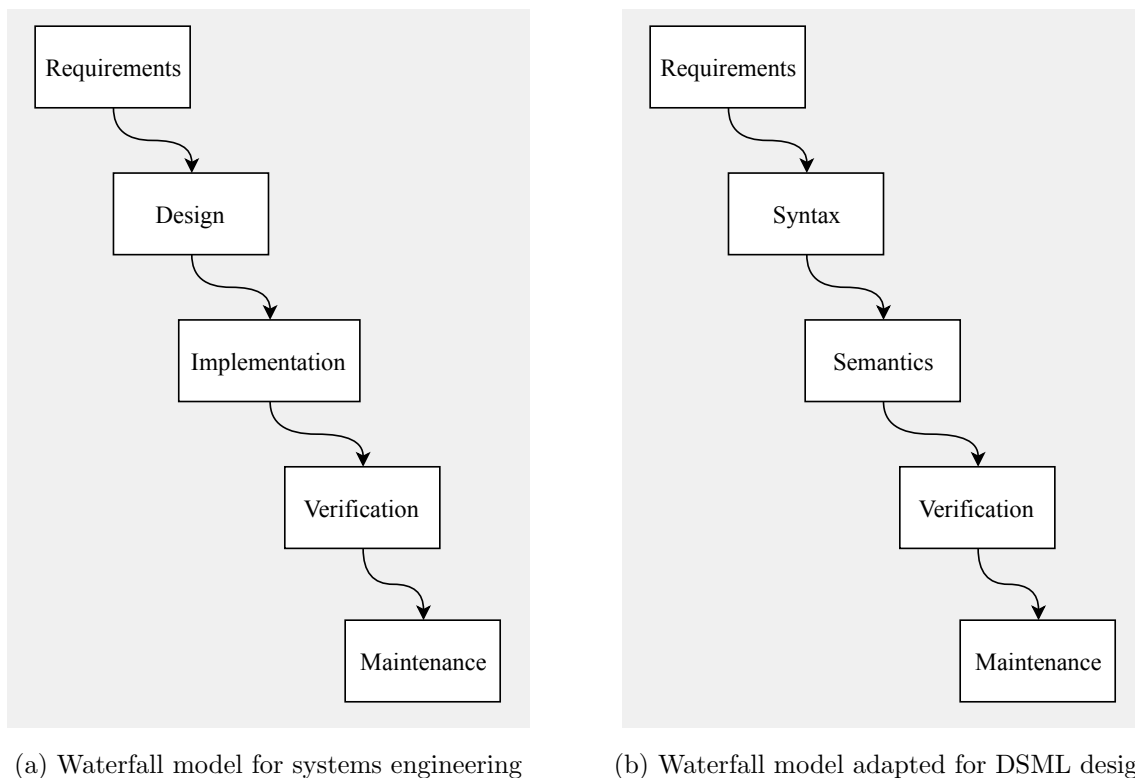 Requirements
Design
Implementation
Verification
Maintenance
(a) Waterfall model for systems engineering
Requirements
Syntax
Semantics
Verification
Maintenance
(b) Waterfall model adapted for DSML desig